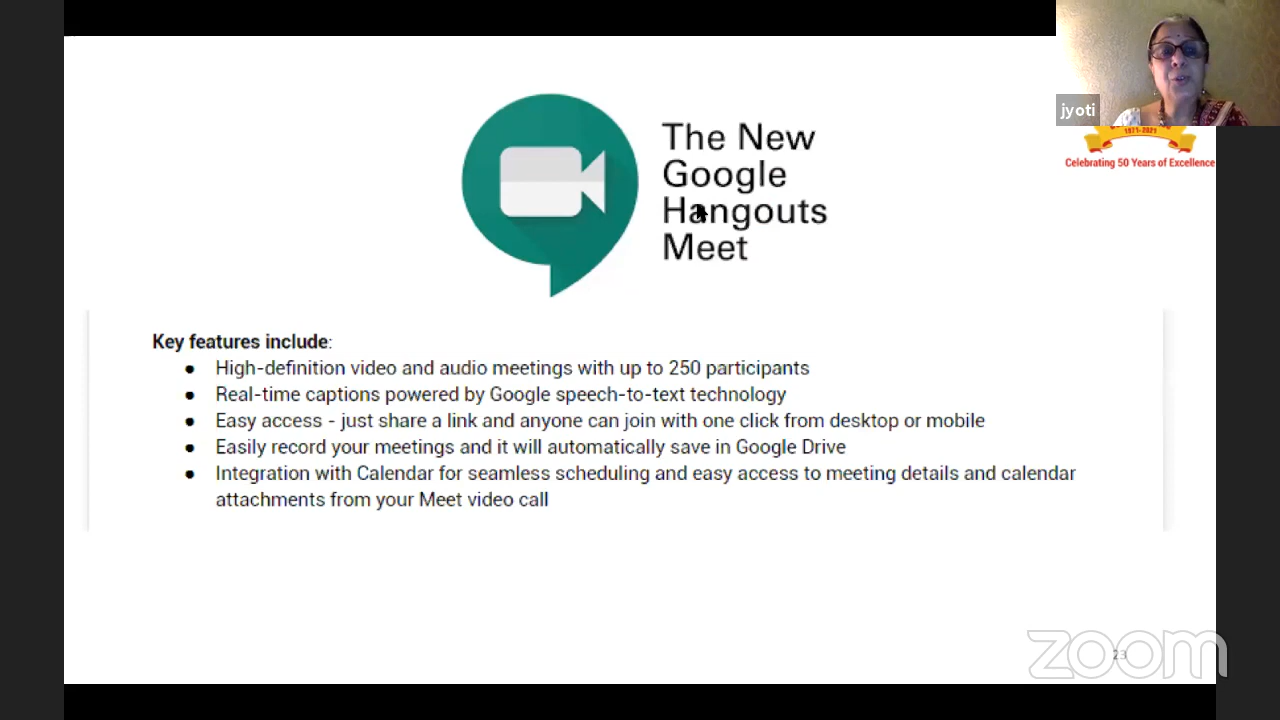 jyoti
1971-2021
Celebrating 50 Years of Excellence
The New
Google
Hangouts
Meet
Key features include:
● High-definition video and audio meetings with up to 250 participants
● Real-time captions powered by Google speech-to-text technology
● Easy access - just share a link and anyone can join with one click from desktop or mobile
● Easily record your meetings and it will automatically save in Google Drive
● Integration with Calendar for seamless scheduling and easy access to meeting details and calendar
attachments from your Meet video call
23
zoom